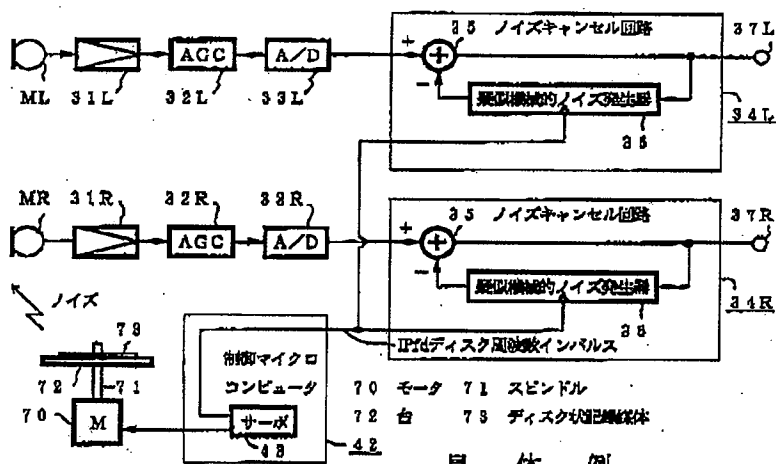 35 ノイズキャンセル回路
37L
AGC
A/D
ML
31L
32L
33L
疑似機械的ノイズ発生器
34L
36
MR
31R
32R
33R
35 ノイズキャンセル回路
37R
AGC
A/D
疑似機械的ノイズ発生器
34R
36
ノイズ
73
72
71
70
M
IPfdディスク周波数インパルス
制御マイクロ
コンピュータ
サーボ
43
42
70 モータ 71 スピンドル
72 台 73 ディスク状記録媒体